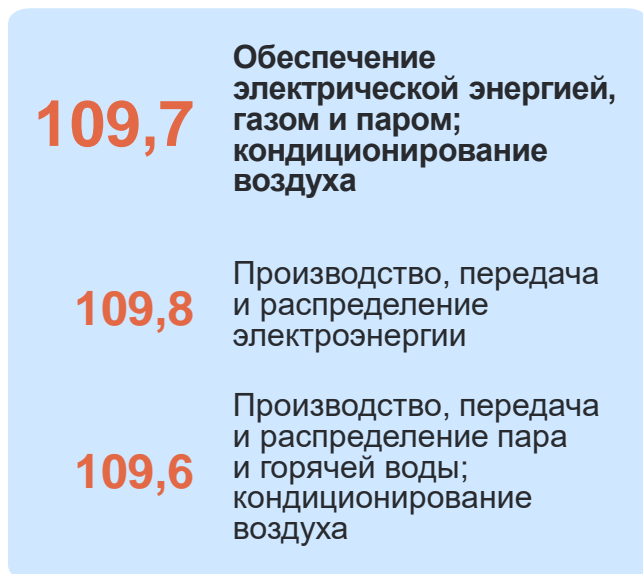 109,7
Обеспечение
электрической энергией,
газом и паром;
кондиционирование
воздуха
109,8
Производство, передача
и распределение
электроэнергии
109,6
Производство, передача
и распределение пара
и горячей воды;
кондиционирование
воздуха